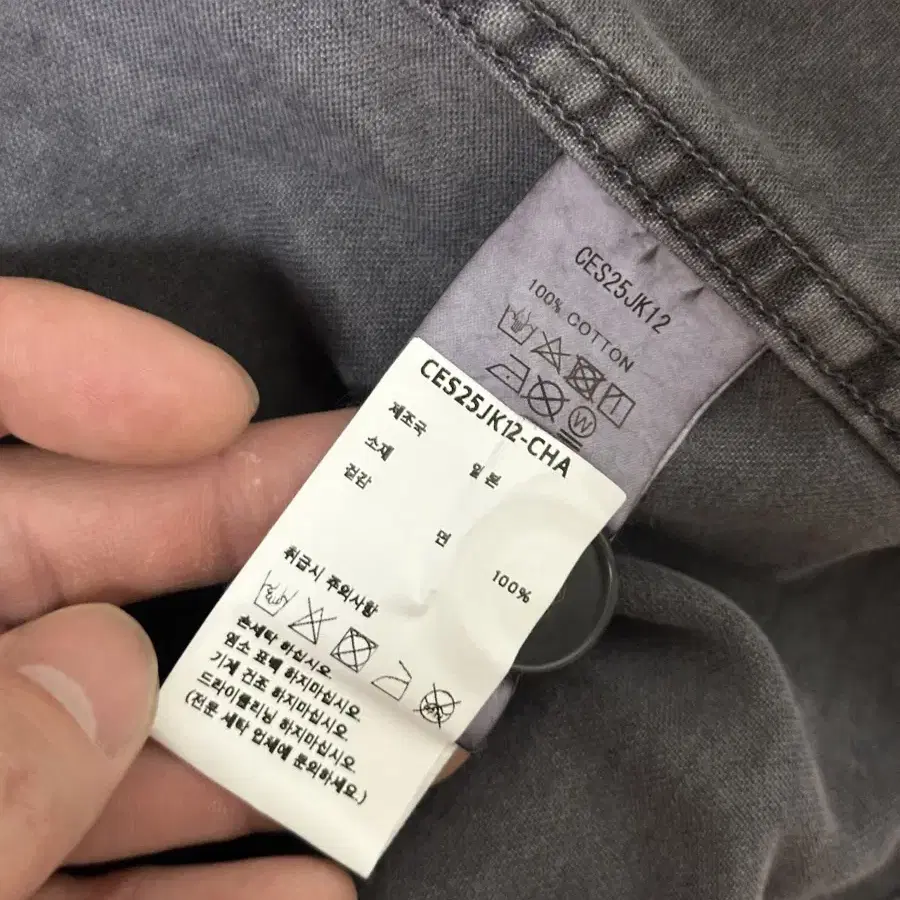 CES25JK12
100% COTTON
W
CES25JK12-CHA
제조국 일본
소재
겉감 면 100%
취급시 주의사항
손세탁 하십시오
염소 표백 하지마십시오.
기계 건조 하지마십시오.
드라이클리닝 하지마십시오.
(전문 세탁 업체에 문의하세요.)